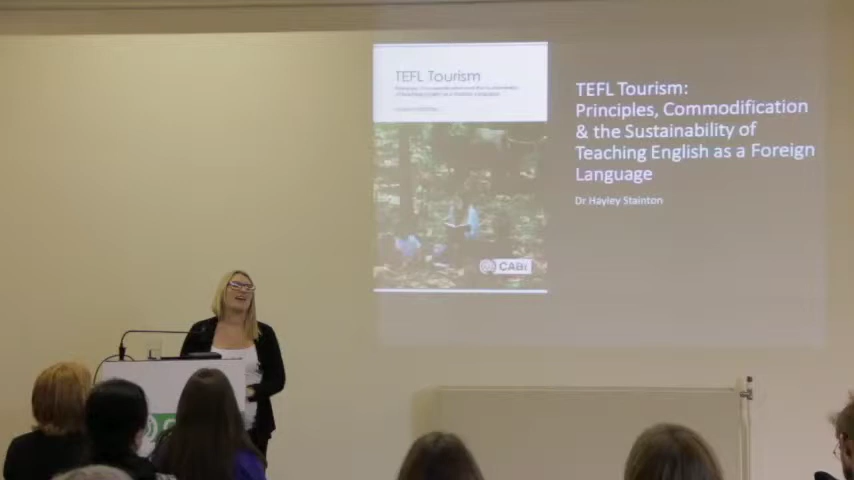 TEFL Tourism
TEFL Tourism:
Principles, Commodification
& the Sustainability of
Teaching English as a Foreign
Language
Dr Hayley Stainton
CABI